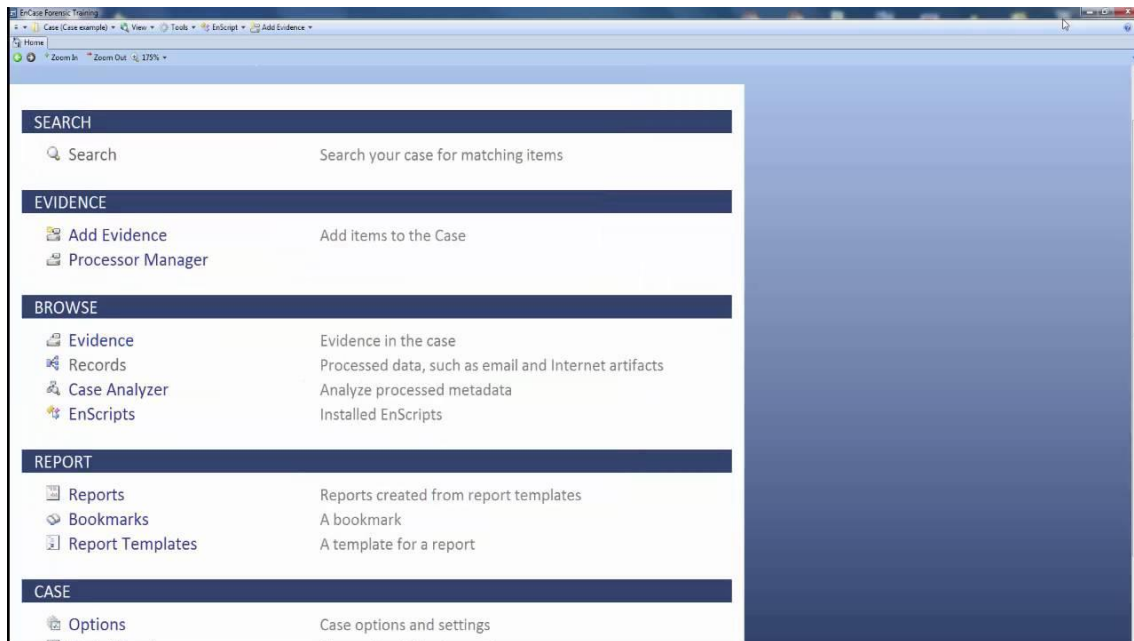 EnCase Forensic Training
Case (Case example) View Tools EnScript Add Evidence
Home
Zoom In Zoom Out 175%
SEARCH
Search Search your case for matching items
EVIDENCE
Add Evidence Add items to the Case
Processor Manager
BROWSE
Evidence Evidence in the case
Records Processed data, such as email and Internet artifacts
Case Analyzer Analyze processed metadata
EnScripts Installed EnScripts
REPORT
Reports Reports created from report templates
Bookmarks A bookmark
Report Templates A template for a report
CASE
Options Case options and settings